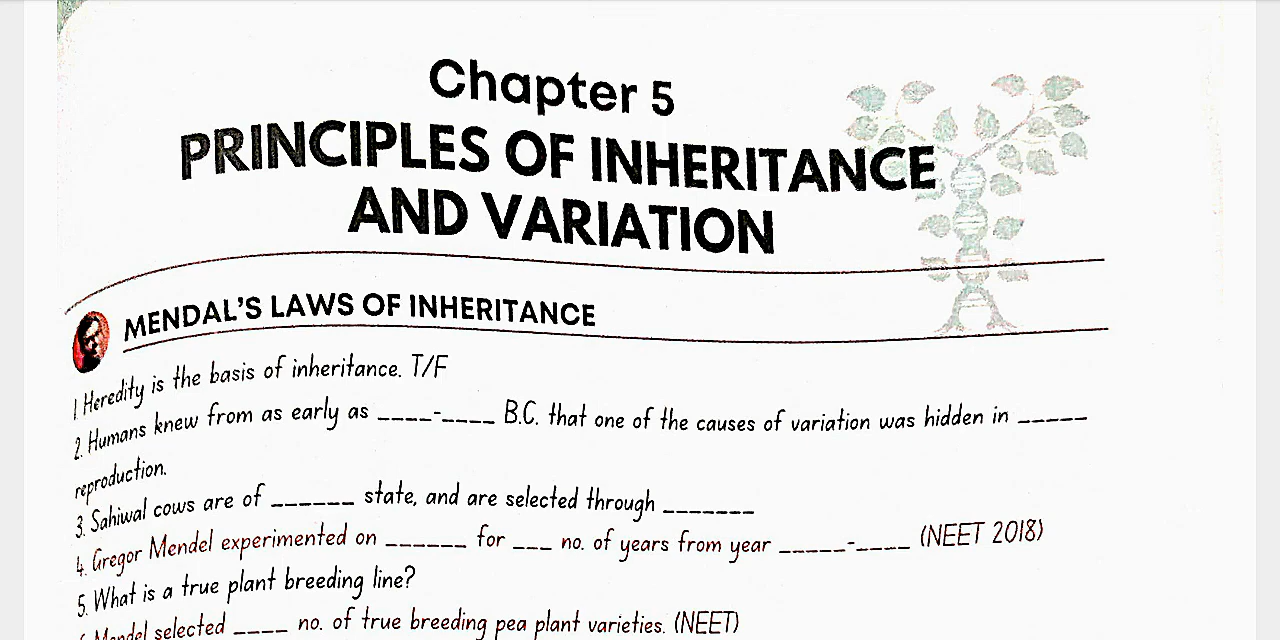 Chapter 5
PRINCIPLES OF INHERITANCE
AND VARIATION
MENDAL'S LAWS OF INHERITANCE
1. Heredity is the basis of inheritance. T/F
2. Humans knew from as early as ____-____ B.C. that one of the causes of variation was hidden in _____
reproduction.
3. Sahiwal cows are of ______ state, and are selected through _______
4. Gregor Mendel experimented on ______ for ___ no. of years from year _____-____ (NEET 2018)
5. What is a true plant breeding line?
6. Mendel selected ____ no. of true breeding pea plant varieties. (NEET)